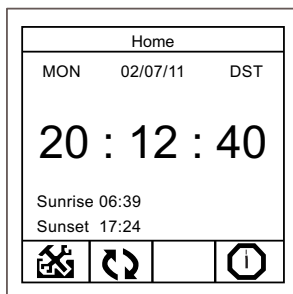 Home
MON 02/07/11 DST
20 : 12 : 40
Sunrise 06:39
Sunset 17:24
i